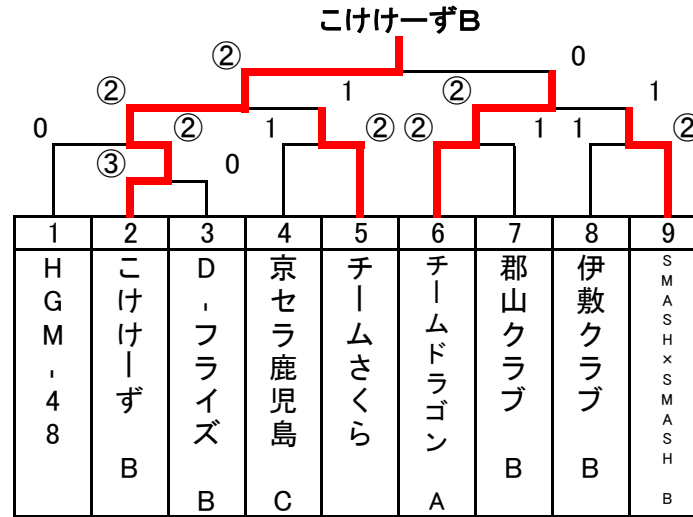 こけけーずB
② 0
② 1 ② 1
0 ② 1 ② ② 1 1 ②
③ 0
1 2 3 4 5 6 7 8 9
HGM-48
こけけーず B
D-フライズ B
京セラ鹿児島 C
チームさくら
チームドラゴン A
郡山クラブ B
伊敷クラブ B
SMASH×SMASH B